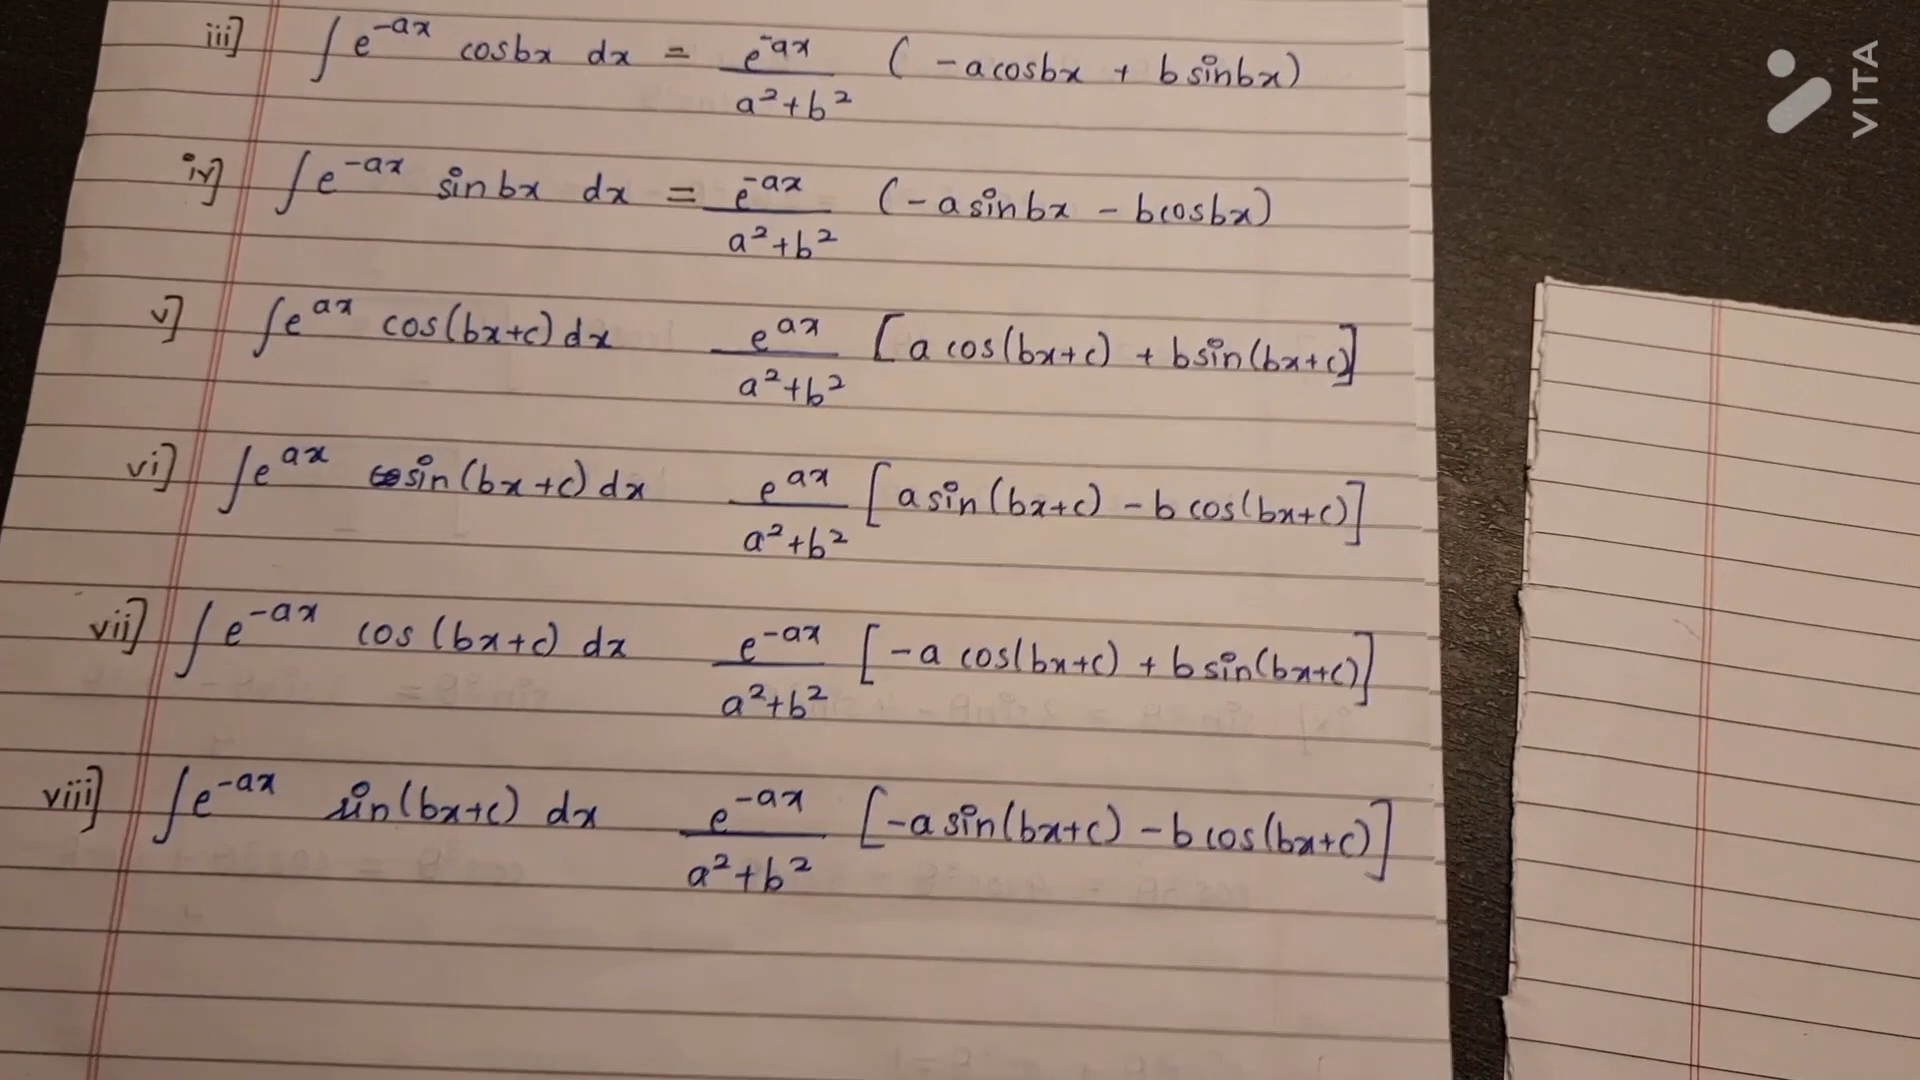 iii] ∫ e^-ax cosbx dx = e^-ax / a²+b² ( -acosbx + bsinbx)
iv] ∫ e^-ax sinbx dx = e^-ax / a²+b² (-asinbx - bcosbx)
v] ∫ e^ax cos(bx+c) dx e^ax / a²+b² [a cos(bx+c) + bsin(bx+c)]
vi] ∫ e^ax sin(bx+c) dx e^ax / a²+b² [a sin(bx+c) - b cos(bx+c)]
vii] ∫ e^-ax cos(bx+c) dx e^-ax / a²+b² [-a cos(bx+c) + b sin(bx+c)]
viii] ∫ e^-ax sin(bx+c) dx e^-ax / a²+b² [-a sin(bx+c) - b cos(bx+c)]
VITA